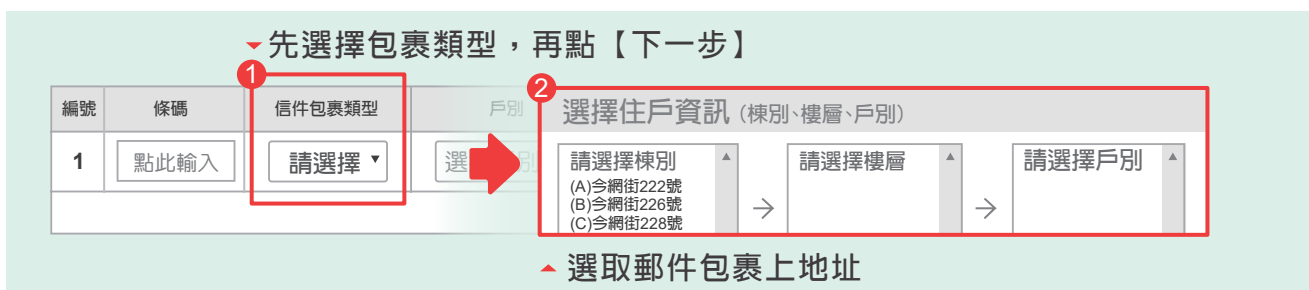 先選擇包裹類型，再點【下一步】
1
2
編號 條碼 信件包裹類型 戶別
1 點此輸入 請選擇 選 別
選擇住戶資訊（棟別、樓層、戶別）
請選擇棟別
(A)今網街222號
(B)今網街226號
(C)今網街228號
→
請選擇樓層
→
請選擇戶別
選取郵件包裹上地址